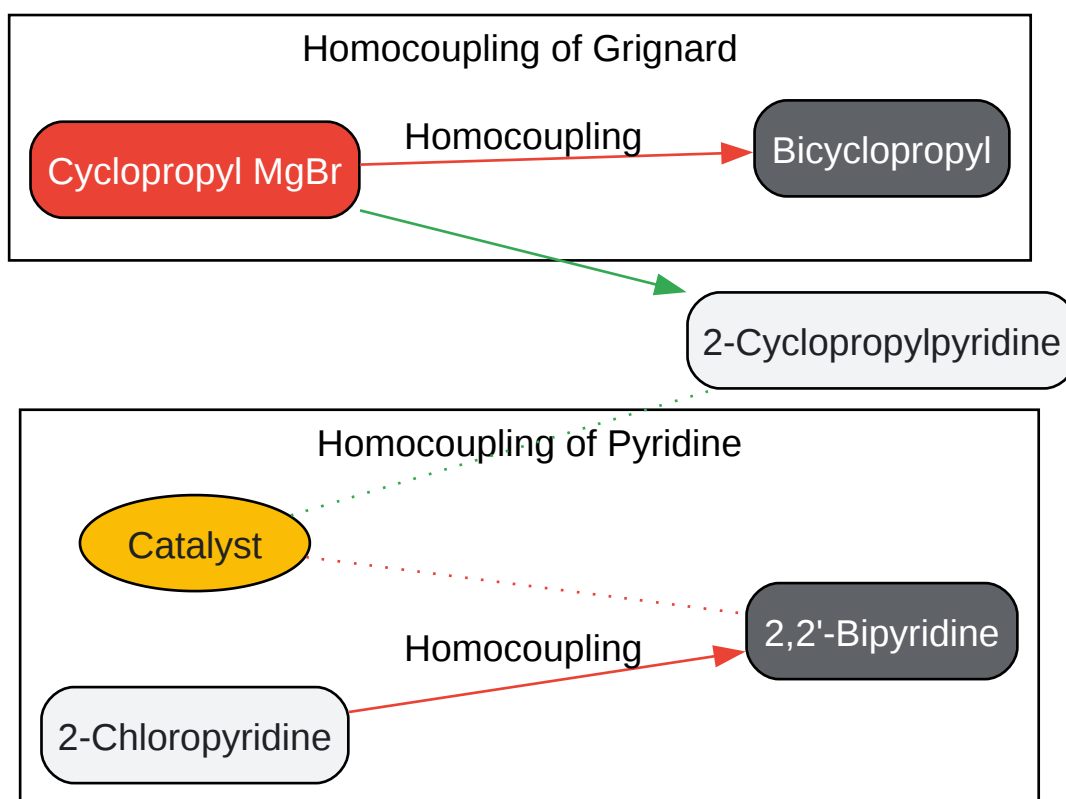 Homocoupling of Grignard
Homocoupling
Cyclopropyl MgBr
Bicyclopropyl
2-Cyclopropylpyridine
Homocoupling of Pyridine
Catalyst
2,2'-Bipyridine
Homocoupling
2-Chloropyridine